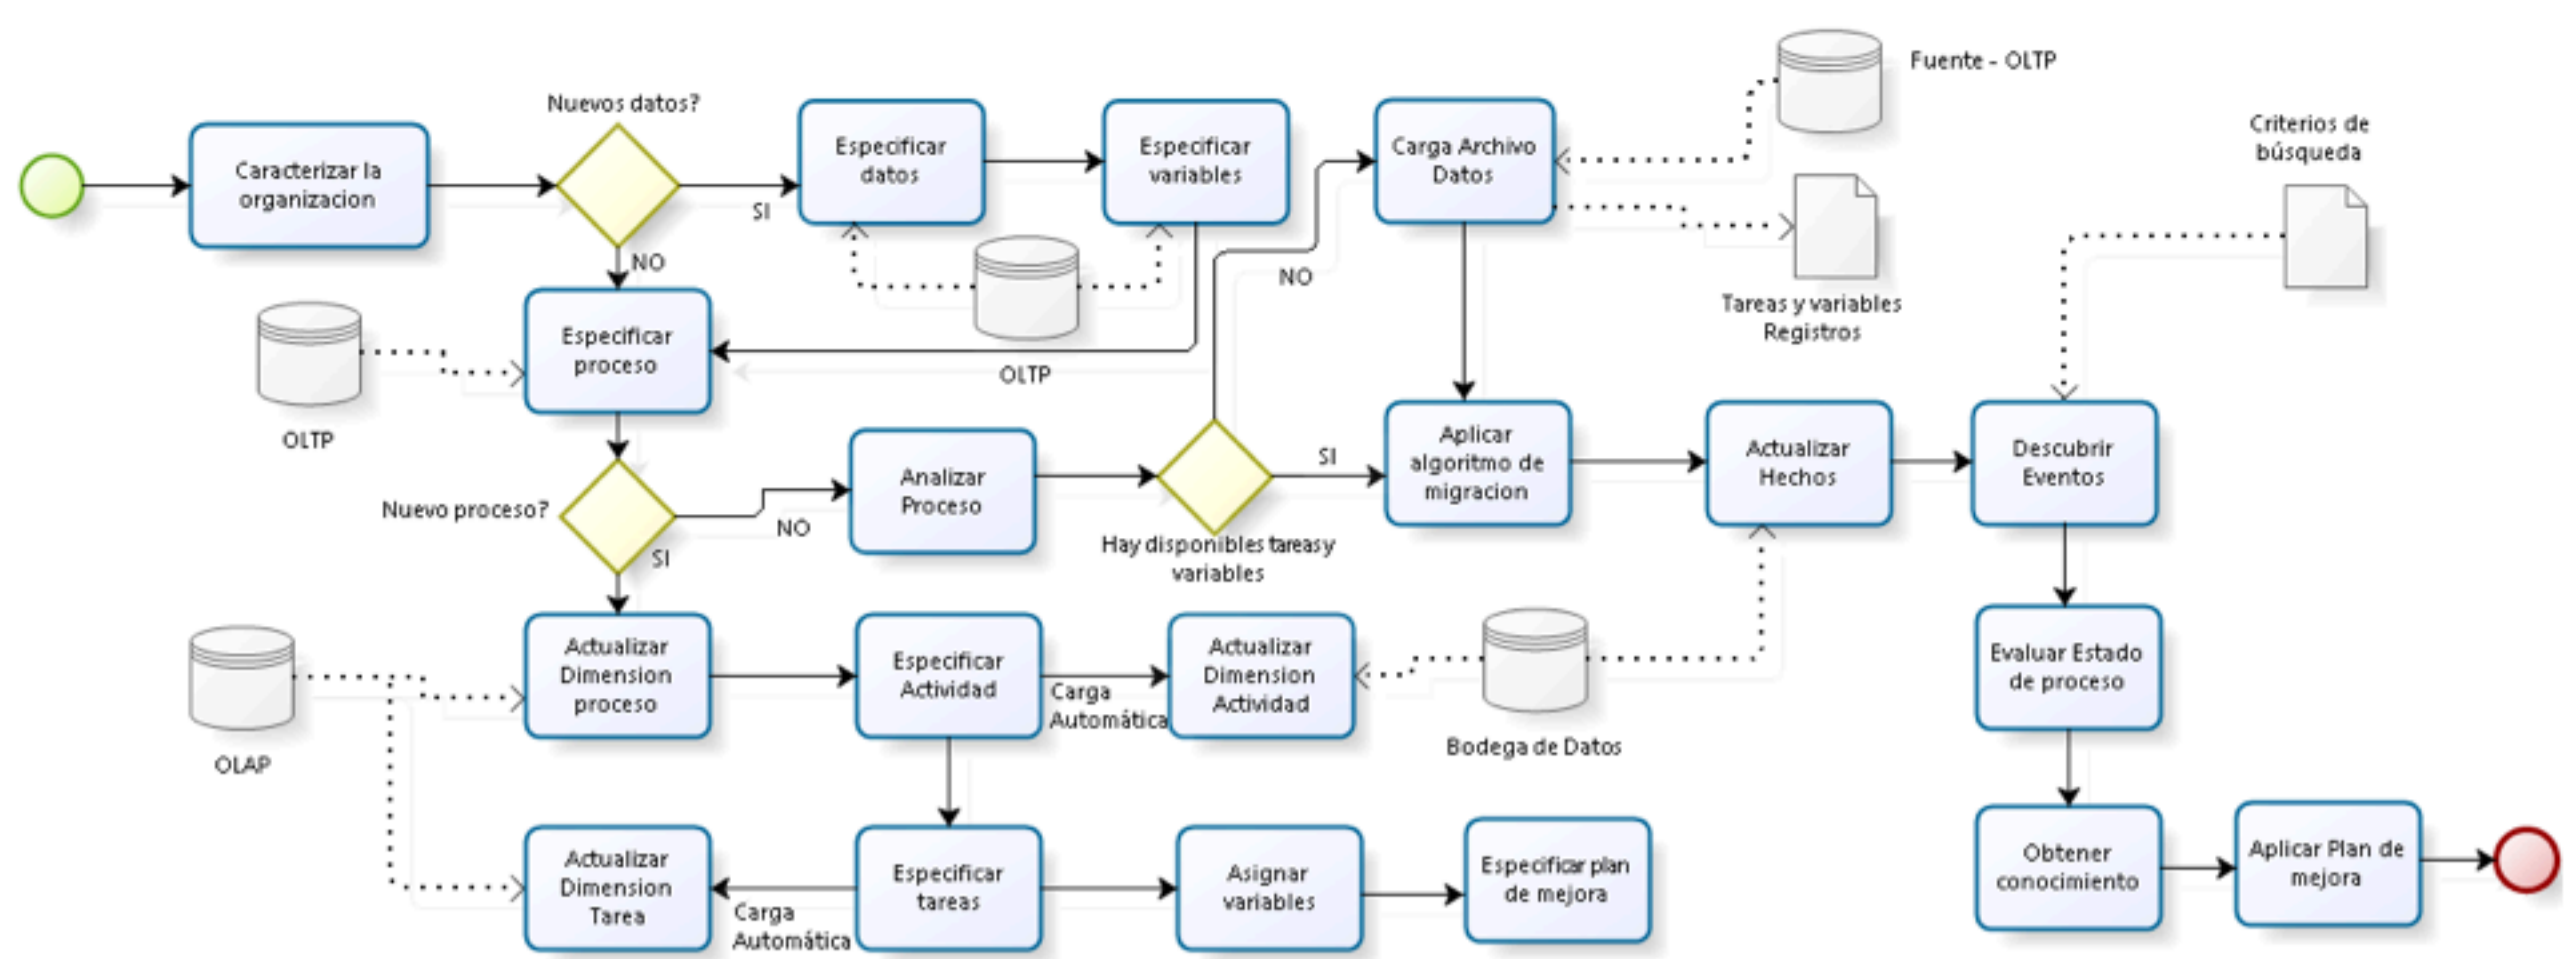 Fuente - OLTP
Nuevos datos?
Criterios de
búsqueda
Caracterizar la
organizacion
SI
Especificar
datos
Especificar
variables
Carga Archivo
Datos
NO
NO
Tareas y variables
Registros
Especificar
proceso
OLTP
OLTP
Nuevo proceso?
NO
SI
Analizar
Proceso
SI
Hay disponibles tareas y
variables
Aplicar
algoritmo de
migracion
Actualizar
Hechos
Descubrir
Eventos
Actualizar
Dimension
proceso
Especificar
Actividad
Carga
Automática
Actualizar
Dimension
Actividad
Bodega de Datos
Evaluar Estado
de proceso
OLAP
Actualizar
Dimension
Tarea
Carga
Automática
Especificar
tareas
Asignar
variables
Especificar plan
de mejora
Obtener
conocimiento
Aplicar Plan de
mejora